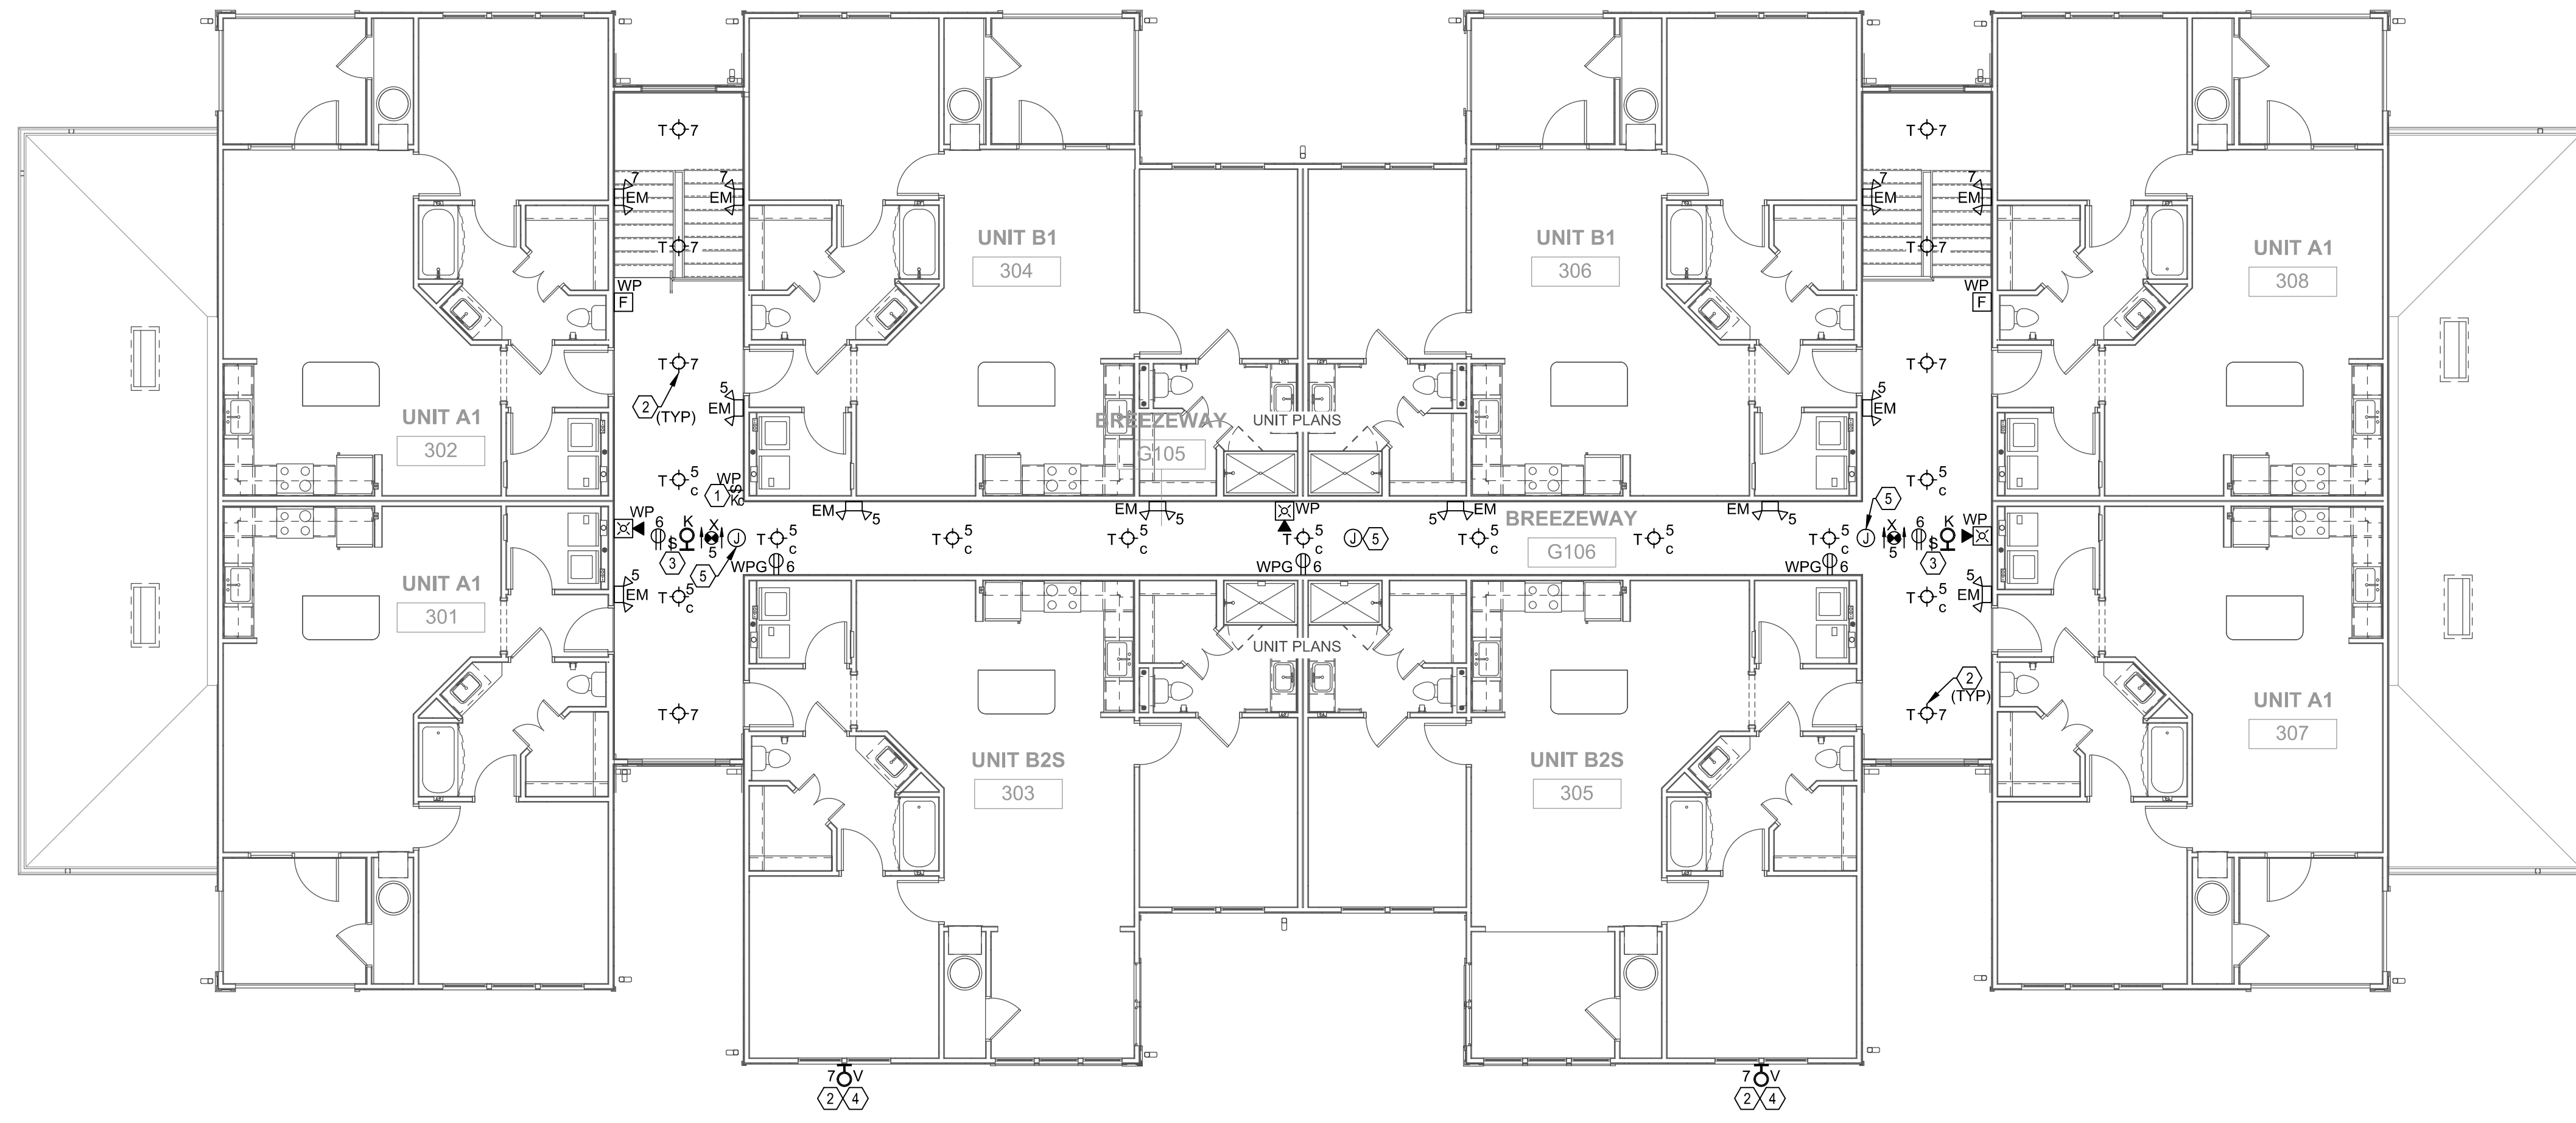 T 7
T 7
7 EM
7 EM
7 EM
7 EM
T 7
T 7
UNIT B1
304
UNIT B1
306
UNIT A1
308
WP
F
WP
F
T 7
T 7
2
(TYP)
5
EM
5
EM
UNIT A1
302
BREEZEWAY
G105
UNIT PLANS
T 5
c
1
WP
S
Kc
T 5
c
5
EM 5
EM 5
WP
5 EM
EM 5
BREEZEWAY
G106
WP
6
$
K
X
5
J
3
5
T 5
c
T 5
c
T 5
c
T 5
c
J 5
T 5
c
T 5
c
T 5
c
J
X
5
6
$
K
WP
3
WPG 6
WPG 6
WPG 6
UNIT A1
301
5
EM
T 5
c
T 5
c
5
EM
UNIT PLANS
T 7
2
(TYP)
T 7
UNIT A1
307
UNIT B2S
303
UNIT B2S
305
7 V
2 4
7 V
2 4